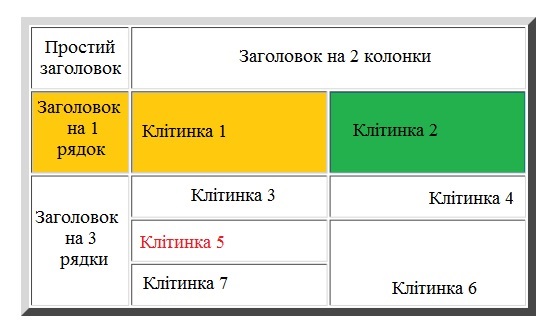 Простий
заголовок
Заголовок на 2 колонки
Заголовок
на 1
рядок
Клітинка 1
Клітинка 2
Заголовок
на 3
рядки
Клітинка 3
Клітинка 4
Клітинка 5
Клітинка 7
Клітинка 6